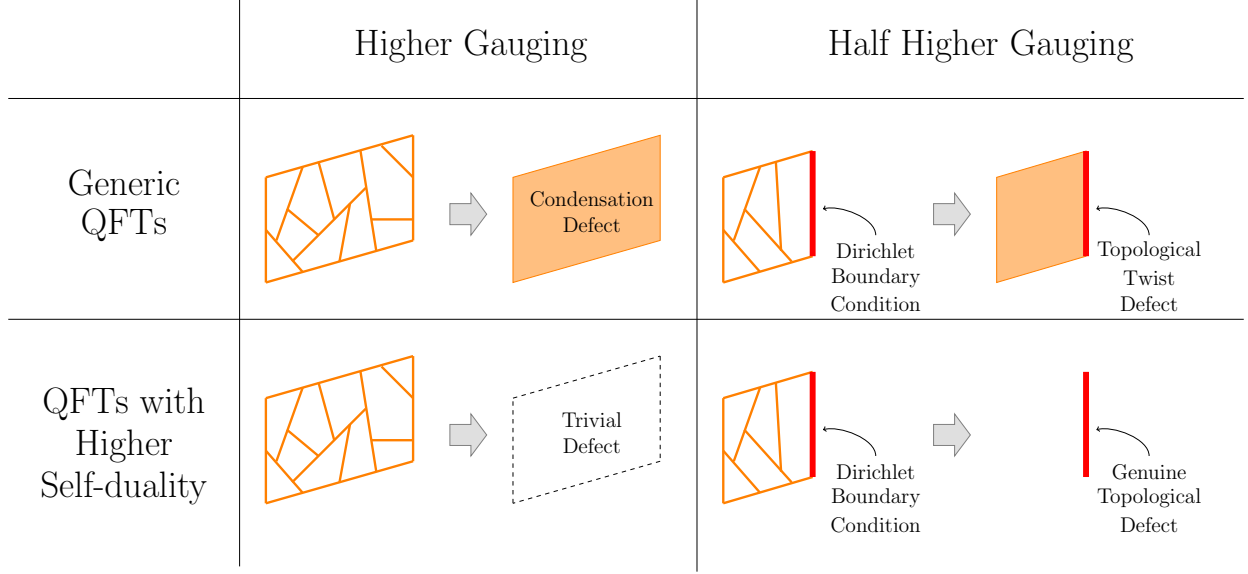 Higher Gauging
Half Higher Gauging
Generic
QFTs
Condensation
Defect
Dirichlet
Boundary
Condition
Topological
Twist
Defect
QFTs with
Higher
Self-duality
Trivial
Defect
Dirichlet
Boundary
Condition
Genuine
Topological
Defect